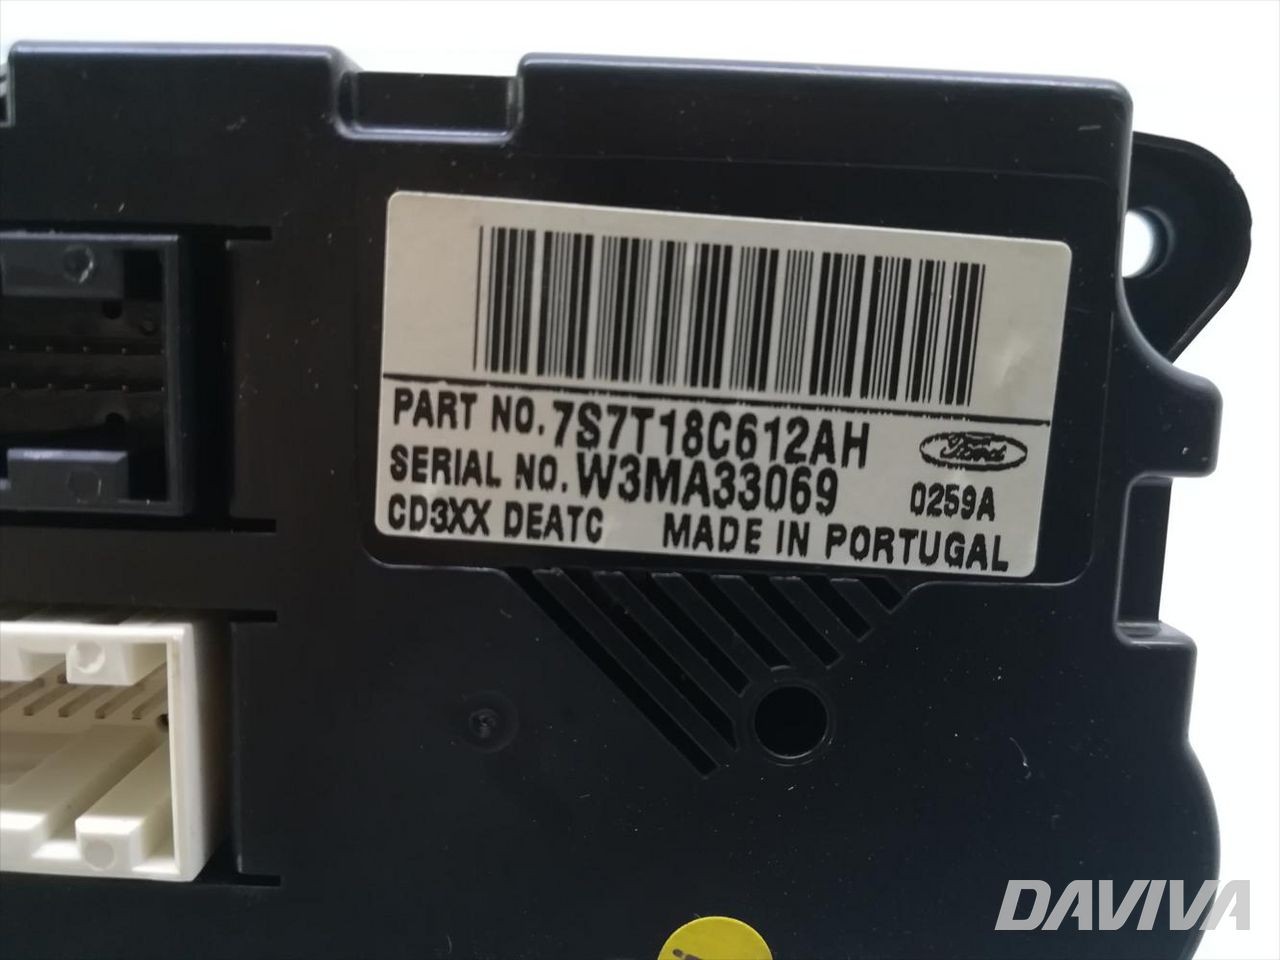 PART NO. 7S7T18C612AH
SERIAL NO. W3MA33069
Ford
0259A
CD3XX DEATC MADE IN PORTUGAL
DAVIVA